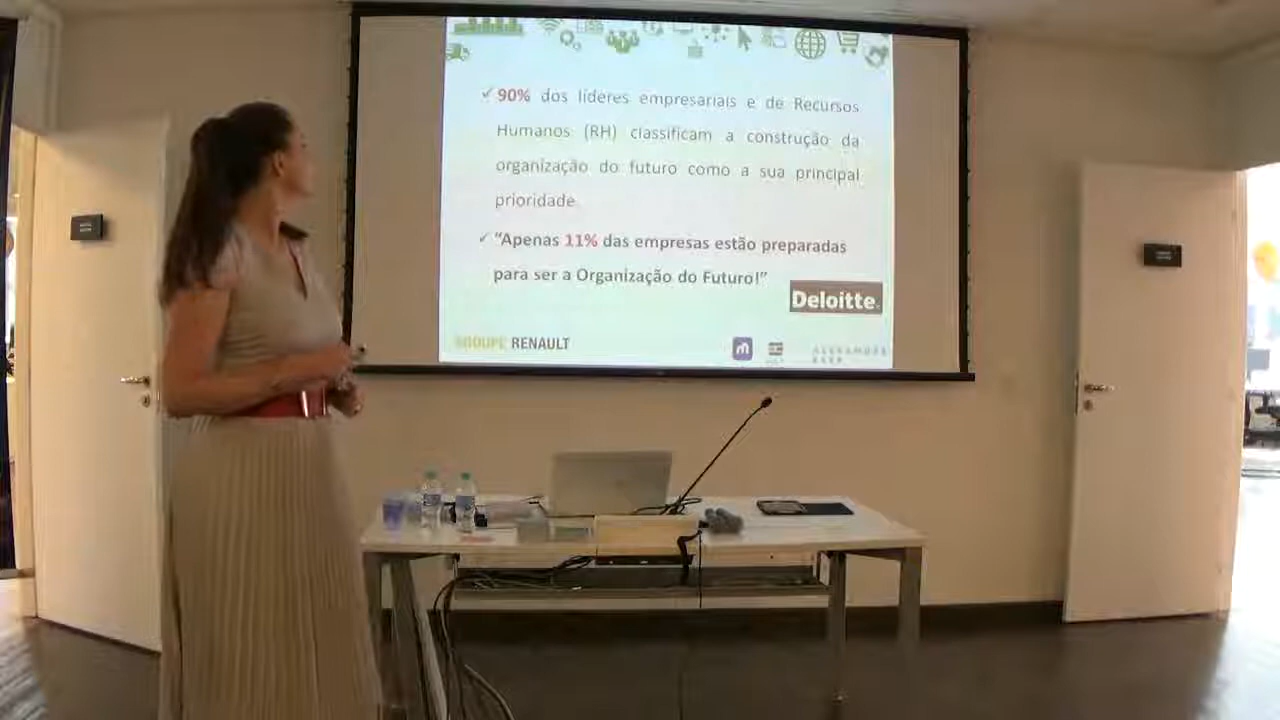 ✓ 90% dos líderes empresariais e de Recursos
Humanos (RH) classificam a construção da
organização do futuro como a sua principal
prioridade
✓ “Apenas 11% das empresas estão preparadas
para ser a Organização do Futuro!”
Deloitte.
GROUPE RENAULT